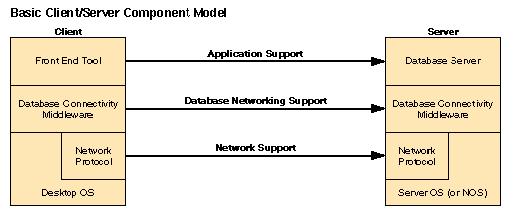 Basic Client/Server Component Model
Client
Server
Front End Tool
Application Support
Database Server
Database Connectivity
Middleware
Database Networking Support
Database Connectivity
Middleware
Network
Protocol
Network Support
Network
Protocol
Desktop OS
Server OS (or NOS)